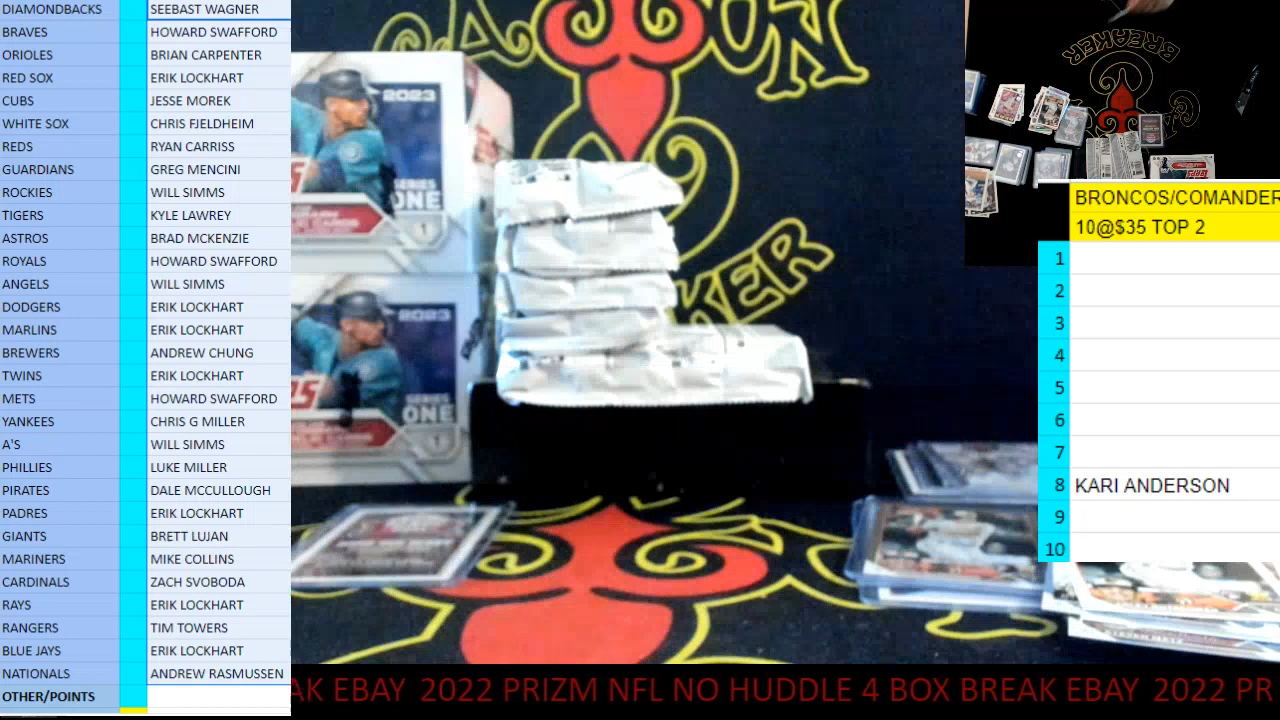 DIAMONDBACKS SEEBAST WAGNER
BRAVES HOWARD SWAFFORD
ORIOLES BRIAN CARPENTER
RED SOX ERIK LOCKHART
CUBS JESSE MOREK
WHITE SOX CHRIS FJELDHEIM
REDS RYAN CARRISS
GUARDIANS GREG MENCINI
ROCKIES WILL SIMMS
TIGERS KYLE LAWREY
ASTROS BRAD MCKENZIE
ROYALS HOWARD SWAFFORD
ANGELS WILL SIMMS
DODGERS ERIK LOCKHART
MARLINS ERIK LOCKHART
BREWERS ANDREW CHUNG
TWINS ERIK LOCKHART
METS HOWARD SWAFFORD
YANKEES CHRIS G MILLER
A'S WILL SIMMS
PHILLIES LUKE MILLER
PIRATES DALE MCCULLOUGH
PADRES ERIK LOCKHART
GIANTS BRETT LUJAN
MARINERS MIKE COLLINS
CARDINALS ZACH SVOBODA
RAYS ERIK LOCKHART
RANGERS TIM TOWERS
BLUE JAYS ERIK LOCKHART
NATIONALS ANDREW RASMUSSEN
OTHER/POINTS
2023
SERIES
ONE
1
2023
SERIES
ONE
1
KER
BREAKER
BRONCOS/COMANDER
10@$35 TOP 2
1
2
3
4
5
6
7
8 KARI ANDERSON
9
10
AK EBAY 2022 PRIZM NFL NO HUDDLE 4 BOX BREAK EBAY 2022 PR